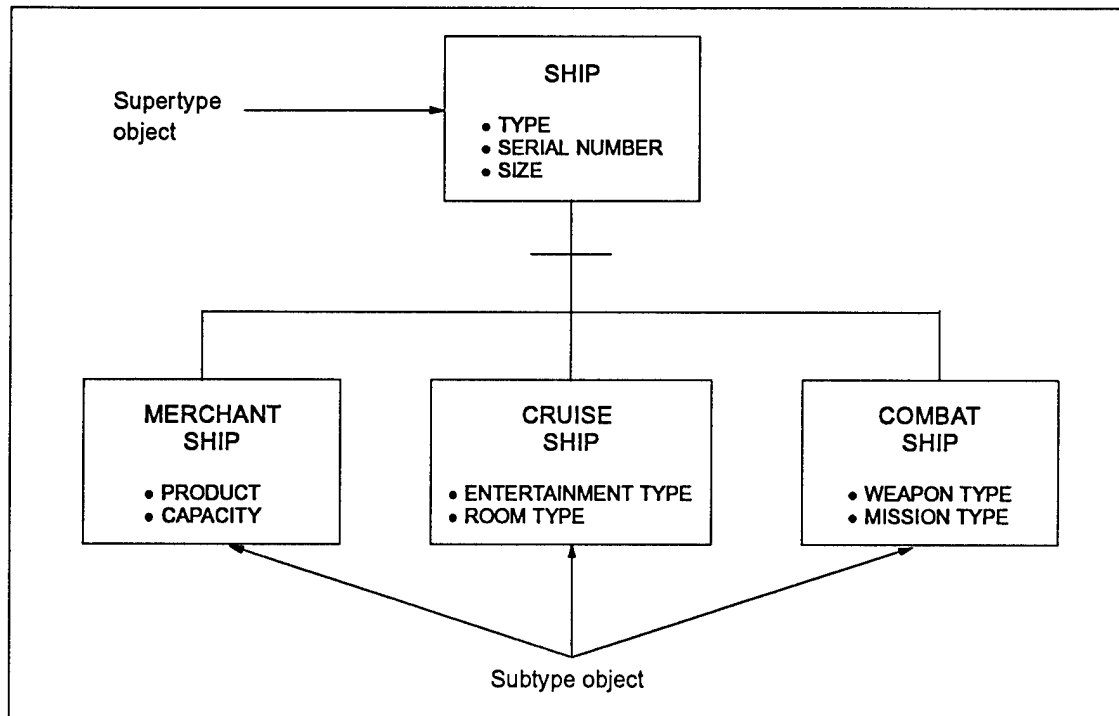 SHIP
Supertype
object
• TYPE
• SERIAL NUMBER
• SIZE
MERCHANT
SHIP
• PRODUCT
• CAPACITY
CRUISE
SHIP
• ENTERTAINMENT TYPE
• ROOM TYPE
COMBAT
SHIP
• WEAPON TYPE
• MISSION TYPE
Subtype object